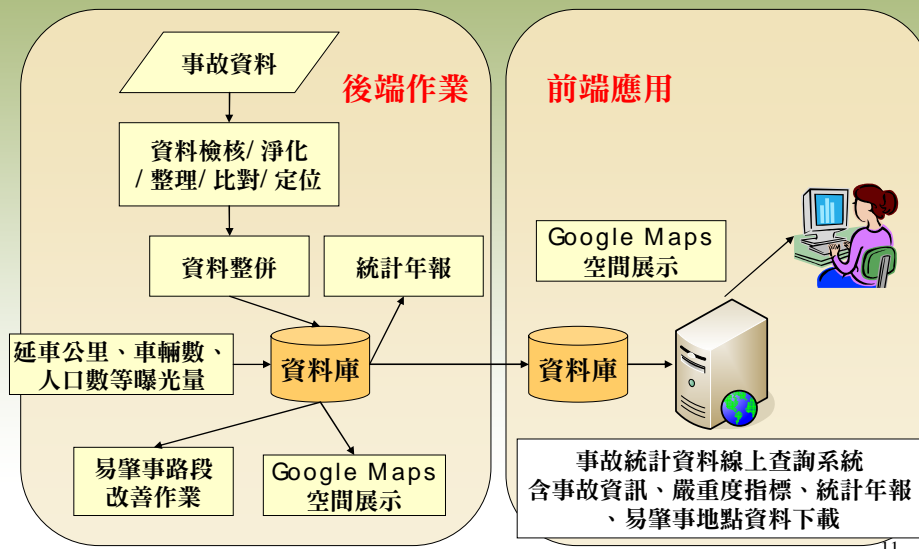 後端作業
事故資料
資料檢核/ 淨化
/ 整理/ 比對/ 定位
資料整併
統計年報
延車公里、車輛數、
人口數等曝光量
資料庫
易肇事路段
改善作業
Google Maps
空間展示
前端應用
Google Maps
空間展示
資料庫
事故統計資料線上查詢系統
含事故資訊、嚴重度指標、統計年報
、易肇事地點資料下載
11